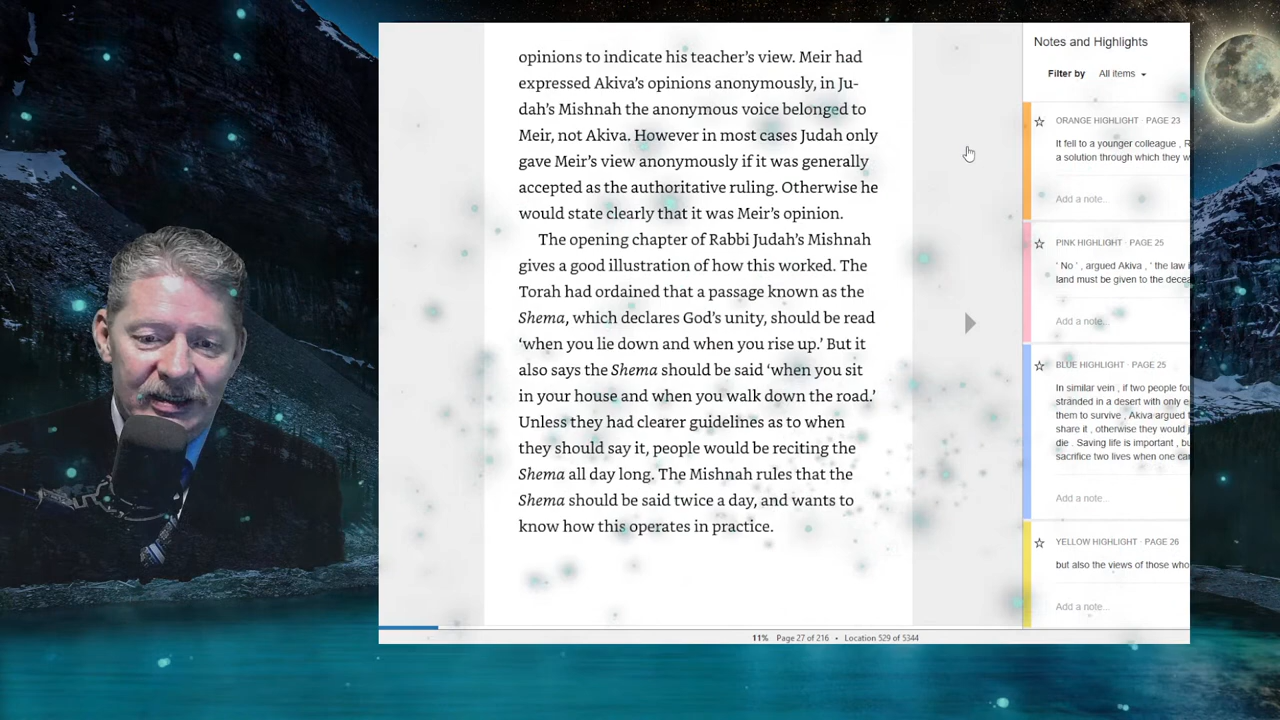 opinions to indicate his teacher's view. Meir had
expressed Akiva's opinions anonymously, in Ju-
dah's Mishnah the anonymous voice belonged to
Meir, not Akiva. However in most cases Judah only
gave Meir's view anonymously if it was generally
accepted as the authoritative ruling. Otherwise he
would state clearly that it was Meir's opinion.
The opening chapter of Rabbi Judah's Mishnah
gives a good illustration of how this worked. The
Torah had ordained that a passage known as the
Shema, which declares God's unity, should be read
‘when you lie down and when you rise up.’ But it
also says the Shema should be said ‘when you sit
in your house and when you walk down the road.’
Unless they had clearer guidelines as to when
they should say it, people would be reciting the
Shema all day long. The Mishnah rules that the
Shema should be said twice a day, and wants to
know how this operates in practice.
11% Page 27 of 216 • Location 529 of 5344
Notes and Highlights
Filter by All items
ORANGE HIGHLIGHT · PAGE 23
It fell to a younger colleague , R
a solution through which they w
Add a note...
PINK HIGHLIGHT · PAGE 25
' No ' , argued Akiva , ' the law i
land must be given to the decea
Add a note...
BLUE HIGHLIGHT · PAGE 25
In similar vein , if two people fou
stranded in a desert with only e
them to survive , Akiva argued t
share it , otherwise they would
die . Saving life is important , bu
sacrifice two lives when one ca
Add a note...
YELLOW HIGHLIGHT · PAGE 26
but also the views of those who
Add a note...